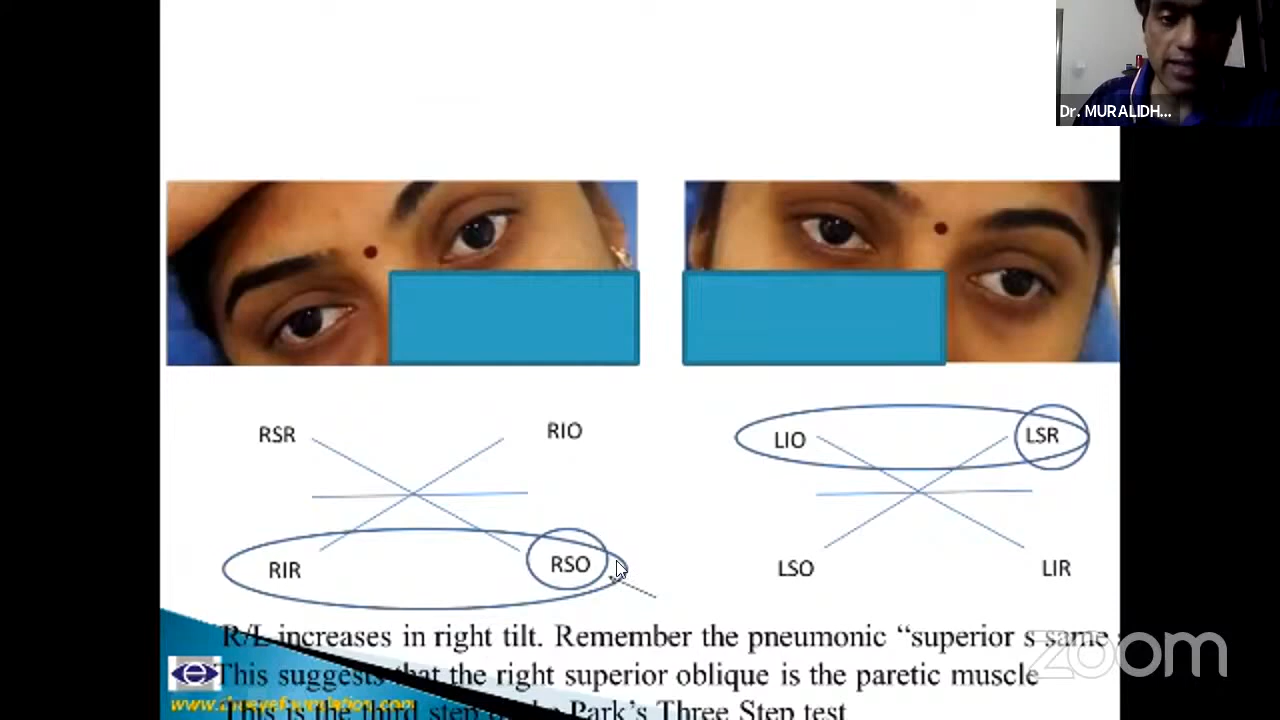 Dr. MURALIDH...
RSR
RIO
LIO
LSR
RIR
RSO
LSO
LIR
R/L increases in right tilt. Remember the pneumonic “superior s same
This suggests that the right superior oblique is the paretic muscle
This is the third step Park’s Three Step test
zoom